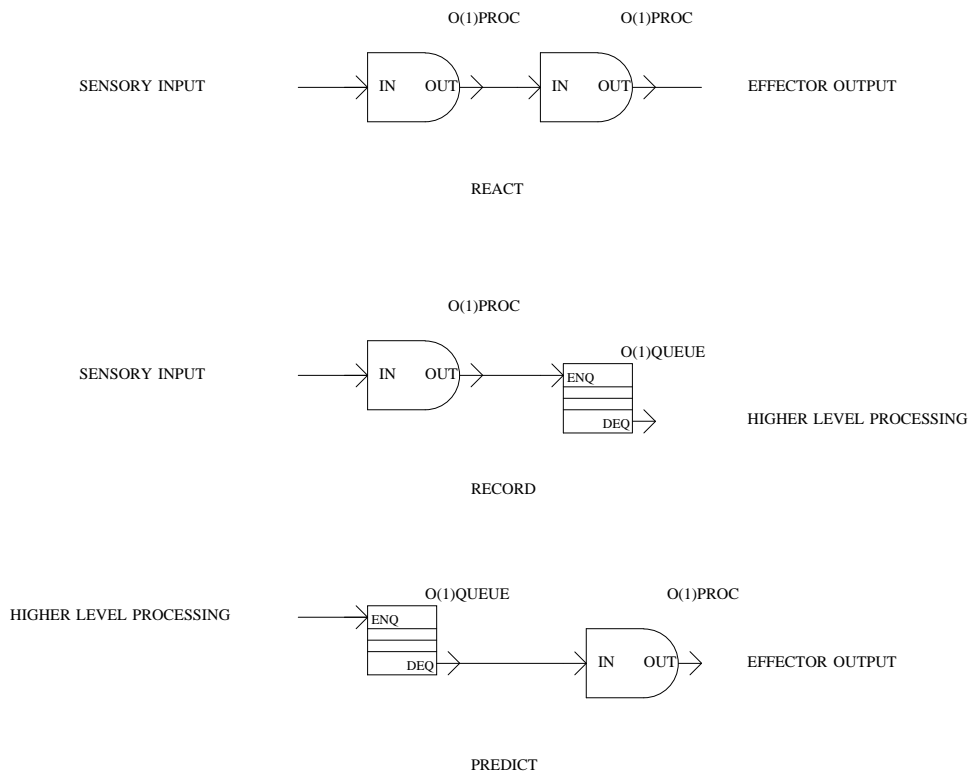 O(1)PROC O(1)PROC
SENSORY INPUT IN OUT IN OUT EFFECTOR OUTPUT
REACT
O(1)PROC
O(1)QUEUE
SENSORY INPUT IN OUT ENQ
DEQ HIGHER LEVEL PROCESSING
RECORD
O(1)QUEUE O(1)PROC
HIGHER LEVEL PROCESSING ENQ
DEQ IN OUT EFFECTOR OUTPUT
PREDICT